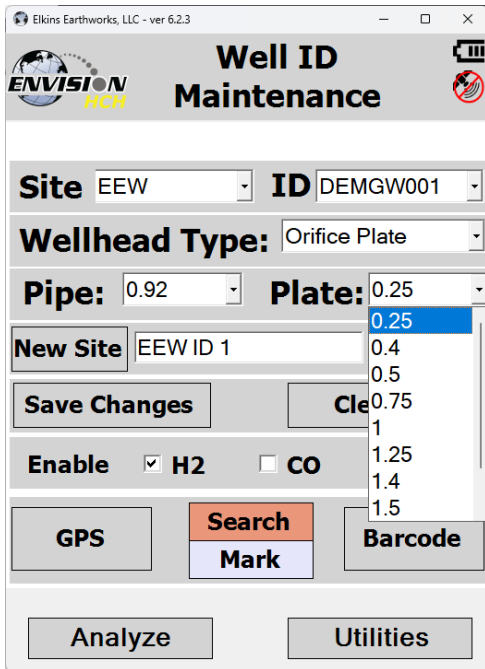 Elkins Earthworks, LLC - ver 6.2.3
ENVISION
HCH
Well ID
Maintenance
Site EEW ID DEMGW001
Wellhead Type: Orifice Plate
Pipe: 0.92 Plate: 0.25
0.25
0.4
0.5
0.75
1
1.25
1.4
1.5
New Site EEW ID 1
Save Changes Cle
Enable H2 CO
GPS Search Mark Barcode
Analyze Utilities